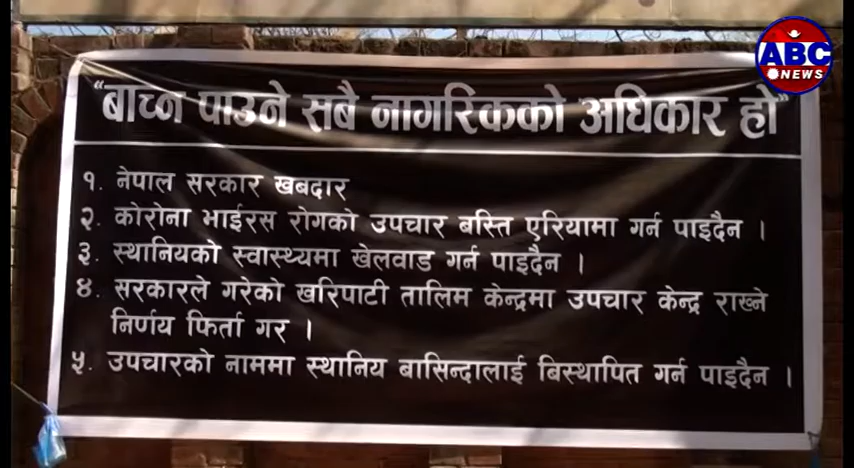 ABC
NEWS
"बाच्न पाउने सबै नागरिकको अधिकार हो"
१. नेपाल सरकार खबदार
२. कोरोना भाईरस रोगको उपचार बस्ति एरियामा गर्न पाइदैन ।
३. स्थानियको स्वास्थ्यमा खेलवाड गर्न पाइदैन ।
४. सरकारले गरेको खरिपाटी तालिम केन्द्रमा उपचार केन्द्र राख्ने
निर्णय फिर्ता गर ।
५. उपचारको नाममा स्थानिय बासिन्दालाई बिस्थापित गर्न पाइदैन ।